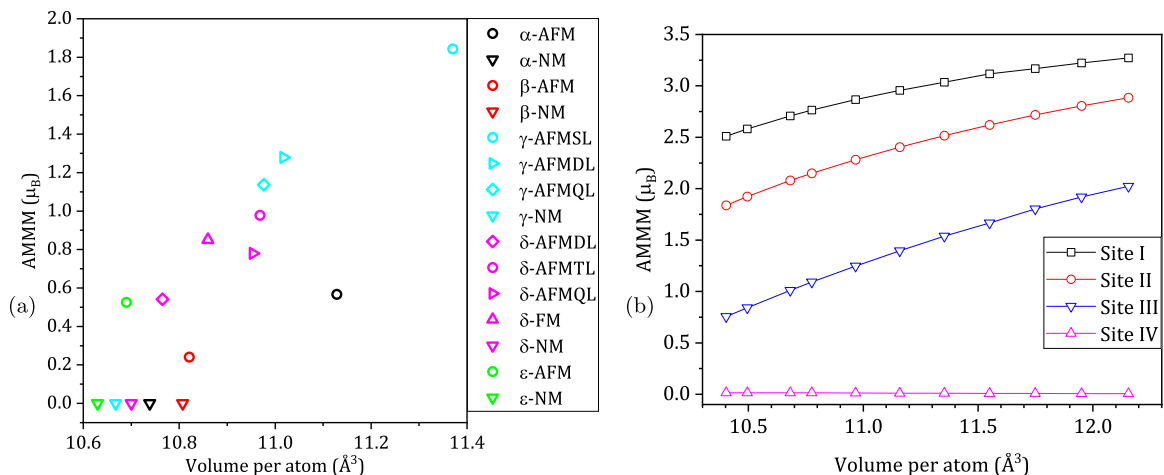 (a)
AMMM (μB)
2.0
1.8
1.6
1.4
1.2
1.0
0.8
0.6
0.4
0.2
0.0
10.6 10.8 11.0 11.2 11.4
Volume per atom (Å³)
α-AFM
α-NM
β-AFM
β-NM
γ-AFMSL
γ-AFMDL
γ-AFMQL
γ-NM
δ-AFMDL
δ-AFMTL
δ-AFMQL
δ-FM
δ-NM
ε-AFM
ε-NM
(b)
AMMM (μB)
3.5
3.0
2.5
2.0
1.5
1.0
0.5
0.0
10.5 11.0 11.5 12.0
Volume per atom (Å³)
Site I
Site II
Site III
Site IV